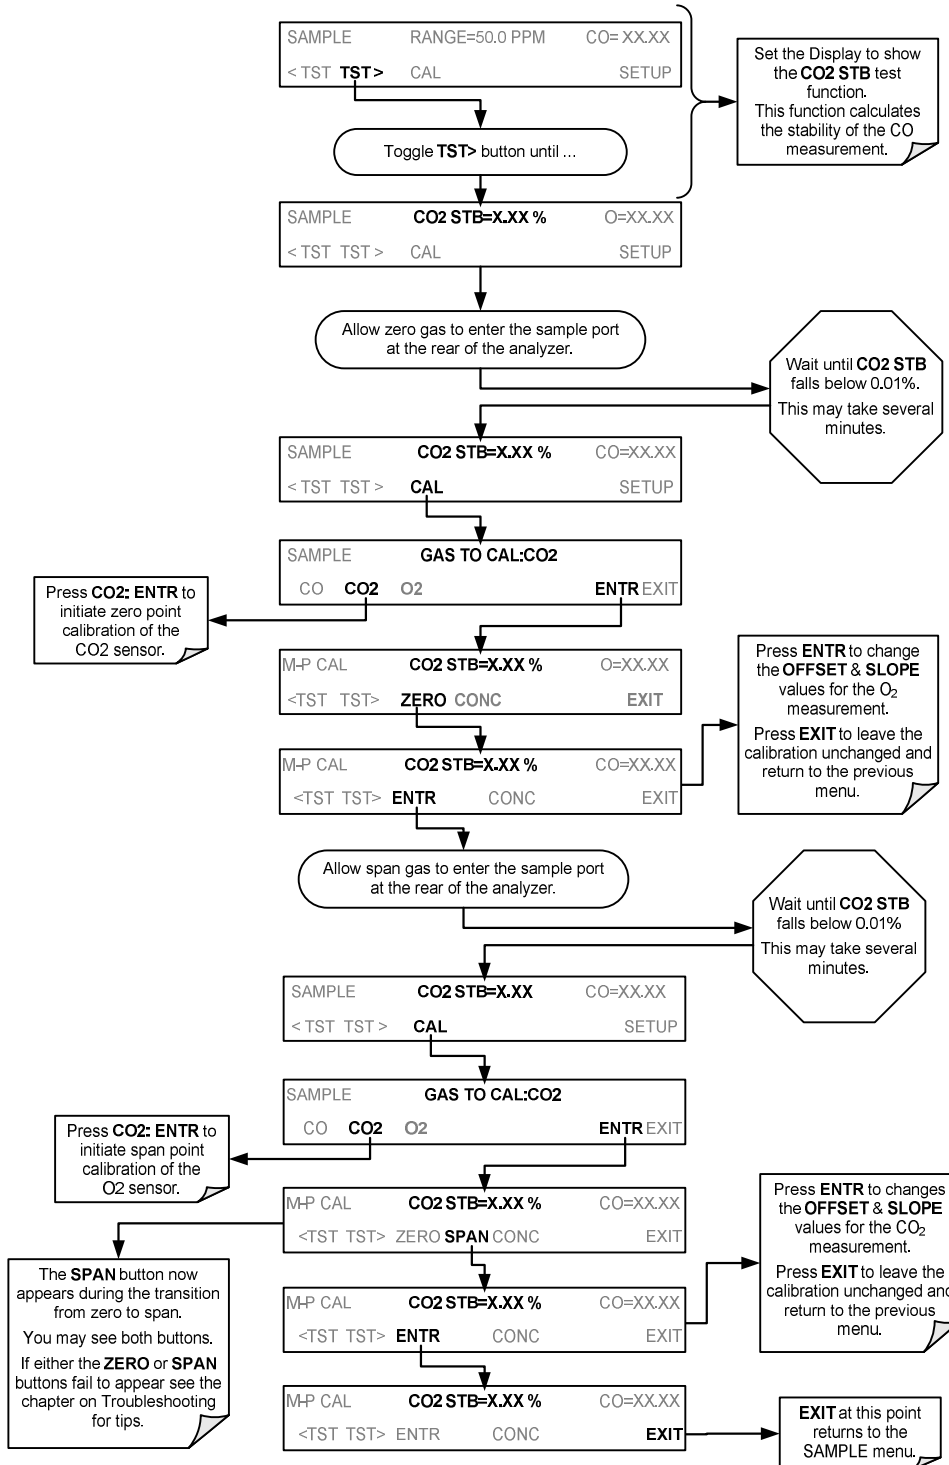 SAMPLE RANGE=50.0 PPM CO= XX.XX
< TST TST > CAL SETUP
Set the Display to show
the CO2 STB test
function.
This function calculates
the stability of the CO
measurement.
Toggle TST> button until ...
SAMPLE CO2 STB=X.XX % O=XX.XX
< TST TST > CAL SETUP
Allow zero gas to enter the sample port
at the rear of the analyzer.
Wait until CO2 STB
falls below 0.01%.
This may take several
minutes.
SAMPLE CO2 STB=X.XX % CO=XX.XX
< TST TST > CAL SETUP
SAMPLE GAS TO CAL:CO2
CO CO2 O2 ENTR EXIT
Press CO2: ENTR to
initiate zero point
calibration of the
CO2 sensor.
M-P CAL CO2 STB=X.XX % O=XX.XX
<TST TST> ZERO CONC EXIT
Press ENTR to change
the OFFSET & SLOPE
values for the O₂
measurement.
Press EXIT to leave the
calibration unchanged and
return to the previous
menu.
M-P CAL CO2 STB=X.XX % CO=XX.XX
<TST TST> ENTR CONC EXIT
Allow span gas to enter the sample port
at the rear of the analyzer.
Wait until CO2 STB
falls below 0.01%
This may take several
minutes.
SAMPLE CO2 STB=X.XX CO=XX.XX
< TST TST > CAL SETUP
SAMPLE GAS TO CAL:CO2
CO CO2 O2 ENTR EXIT
Press CO2: ENTR to
initiate span point
calibration of the
O2 sensor.
M-P CAL CO2 STB=X.XX % CO=XX.XX
<TST TST> ZERO SPAN CONC EXIT
Press ENTR to changes
the OFFSET & SLOPE
values for the CO₂
measurement.
Press EXIT to leave the
calibration unchanged and
return to the previous
menu.
The SPAN button now
appears during the transition
from zero to span.
You may see both buttons.
If either the ZERO or SPAN
buttons fail to appear see the
chapter on Troubleshooting
for tips.
M-P CAL CO2 STB=X.XX % CO=XX.XX
<TST TST> ENTR CONC EXIT
M-P CAL CO2 STB=X.XX % CO=XX.XX
<TST TST> ENTR CONC EXIT
EXIT at this point
returns to the
SAMPLE menu.